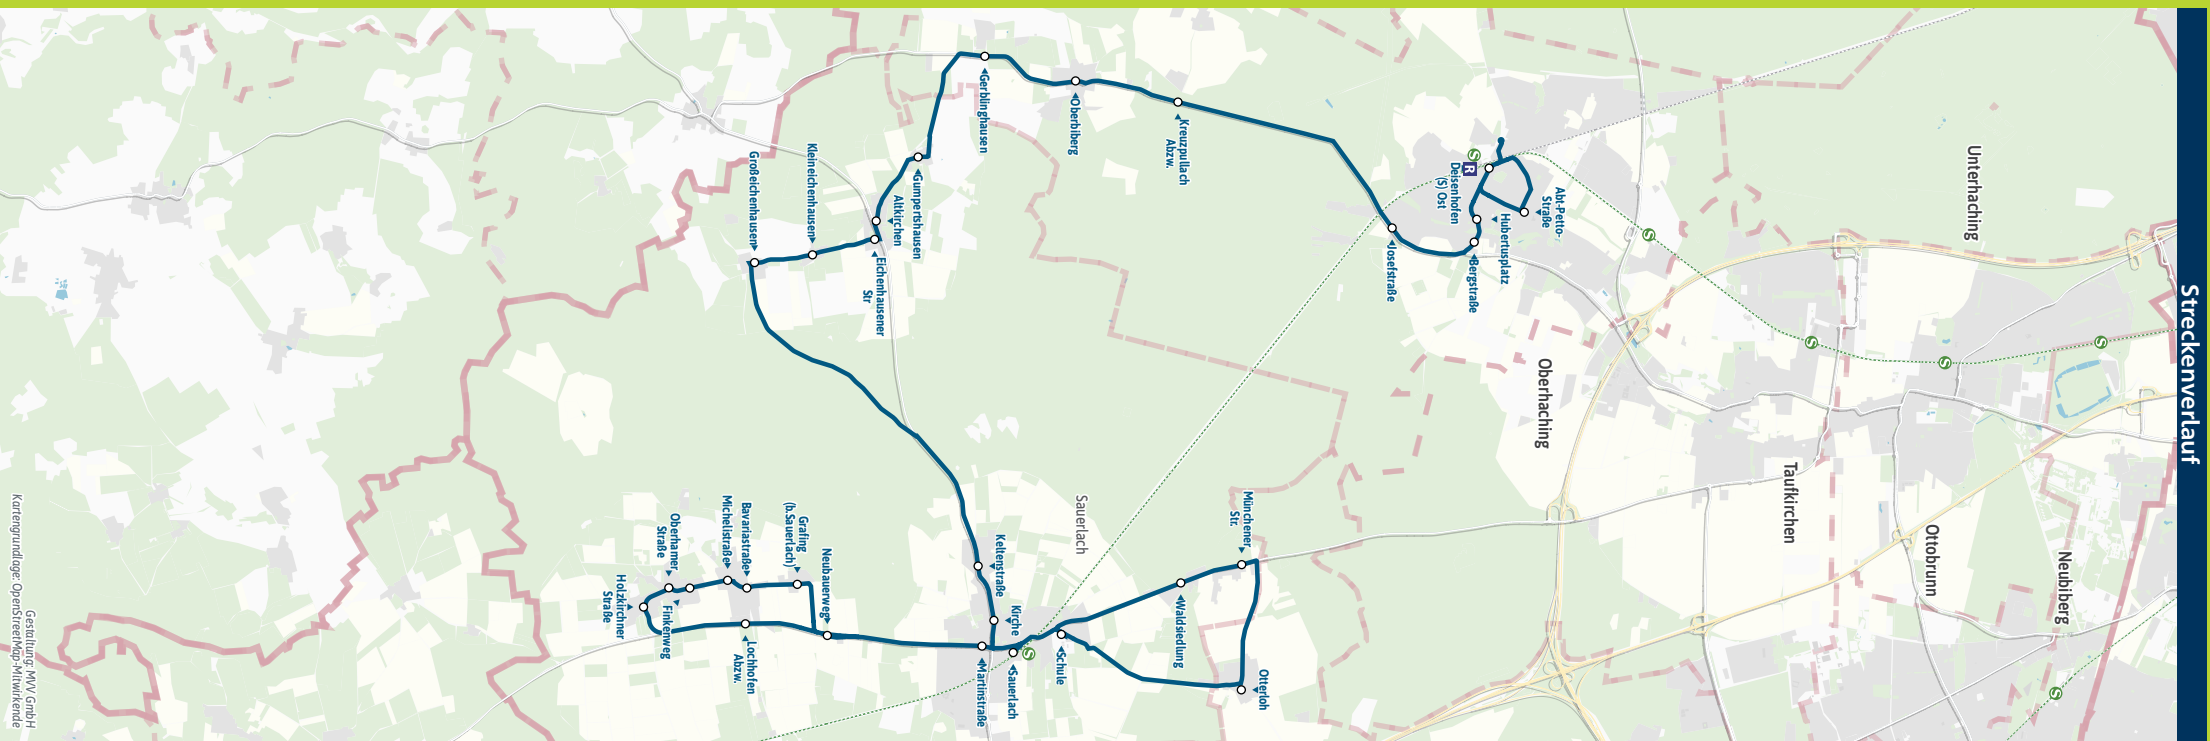 Streckenverlauf
Unterhaching
Neubiberg
Ottobrunn
Taufkirchen
Oberhaching
Sauerlach
Abt-Petto-
Straße
Hubertusplatz
R
Deisenhofen
(S) Ost
Bergstraße
Josefstraße
Kreuzpullach
Abzw.
Oberbiberg
Gerblinghausen
Gumpertshausen
Altkirchen
Eichenhausener
Str
Kleineichenhausen
Großeichenhausen
Keltenstraße
Kirche
Martinstraße
Sauerlach
Schule
Waldsiedlung
Münchener
Str.
Otterloh
Neubauerweg
Grafing
(b.Sauerlach)
Bavariastraße
Michelistraße
Oberhamer
Straße
Holzkirchner
Straße
Finkenweg
Lochhofen
Abzw.
S
S
S
S
S
S
S
Gestaltung: MVV GmbH
Kartengrundlage: OpenStreetMap-Mitwirkende